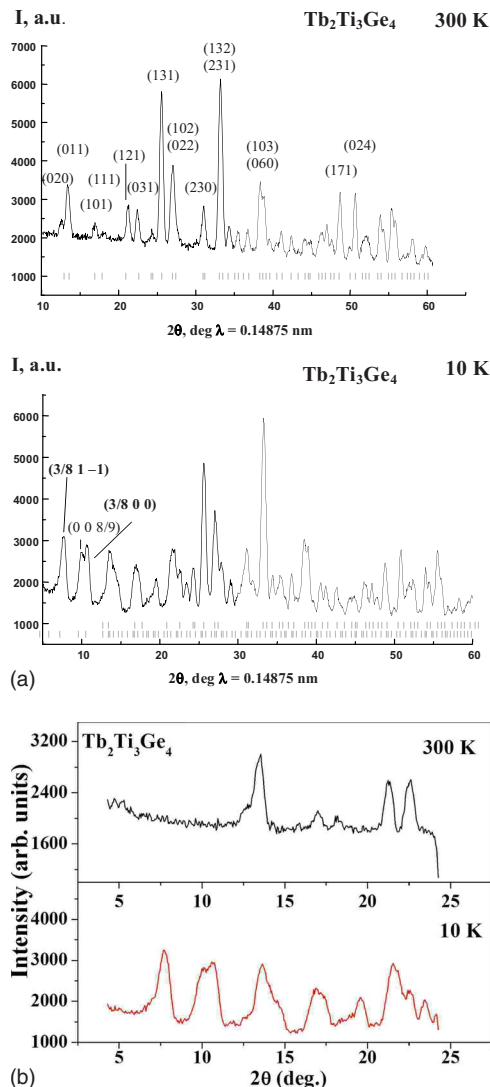 I, a.u. Tb2Ti3Ge4 300 K
7000
6000
5000
4000
3000
2000
1000
(132)
(231)
(131)
(011)
(121)
(102)
(022)
(020)
(111)
(031)
(101)
(230)
(103)
(060)
(024)
(171)
10 20 30 40 50 60
2θ, deg λ = 0.14875 nm
I, a.u. Tb2Ti3Ge4 10 K
6000
5000
4000
3000
2000
1000
(3/8 1 −1)
(3/8 0 0)
(0 0 8/9)
10 20 30 40 50 60
(a)
2θ, deg λ = 0.14875 nm
Intensity (arb. units)
3200
2400
1600
Tb2Ti3Ge4 300 K
5 10 15 20 25
4000
3000
2000
1000
10 K
5 10 15 20 25
(b)
2θ (deg.)